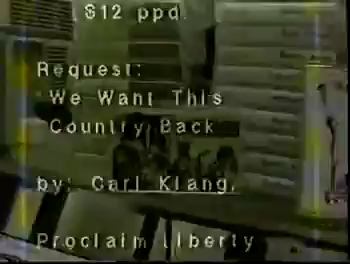 $12 ppd.
Request:
We Want This
Country Back
by: Carl Klang,
Proclaim Liberty